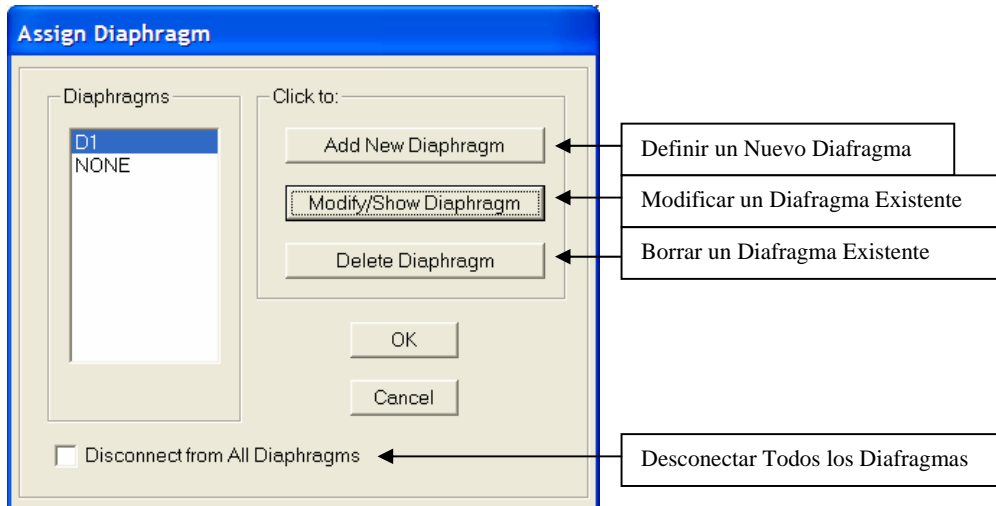 Assign Diaphragm
Diaphragms
D1
NONE
Click to:
Add New Diaphragm
Modify/Show Diaphragm
Delete Diaphragm
OK
Cancel
Disconnect from All Diaphragms
Definir un Nuevo Diafragma
Modificar un Diafragma Existente
Borrar un Diafragma Existente
Desconectar Todos los Diafragmas